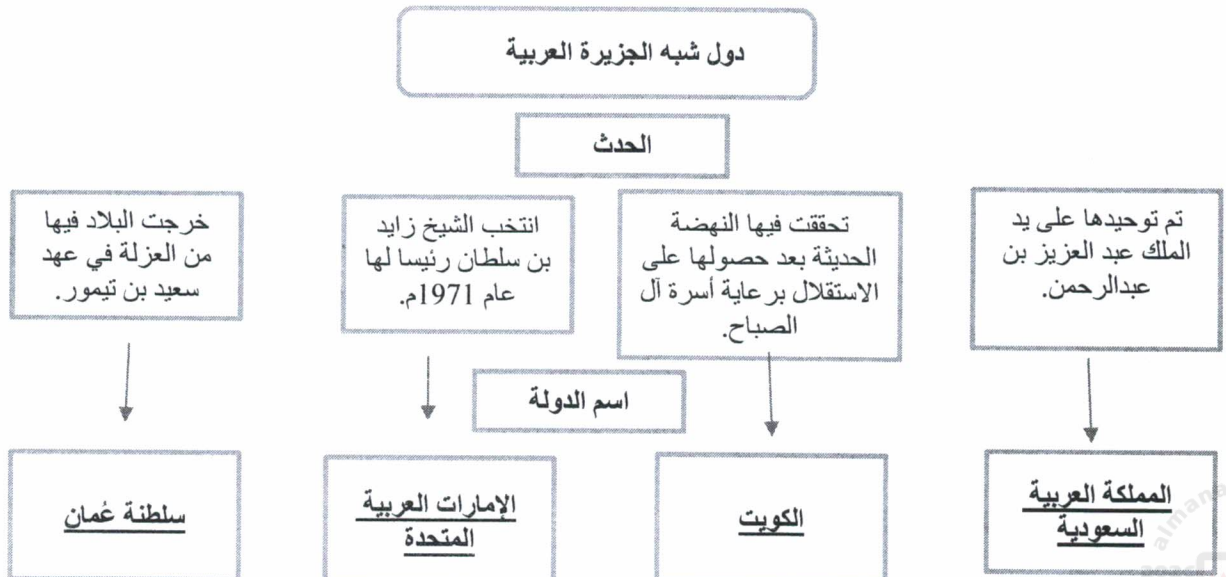 دول شبه الجزيرة العربية
الحدث
تم توحيدها على يد
الملك عبد العزيز بن
عبدالرحمن.
تحققت فيها النهضة
الحديثة بعد حصولها على
الاستقلال برعاية أسرة آل
الصباح.
انتخب الشيخ زايد
بن سلطان رئيسا لها
عام 1971م.
خرجت البلاد فيها
من العزلة في عهد
سعيد بن تيمور.
اسم الدولة
المملكة العربية
السعودية
الكويت
الإمارات العربية
المتحدة
سلطنة عُمان